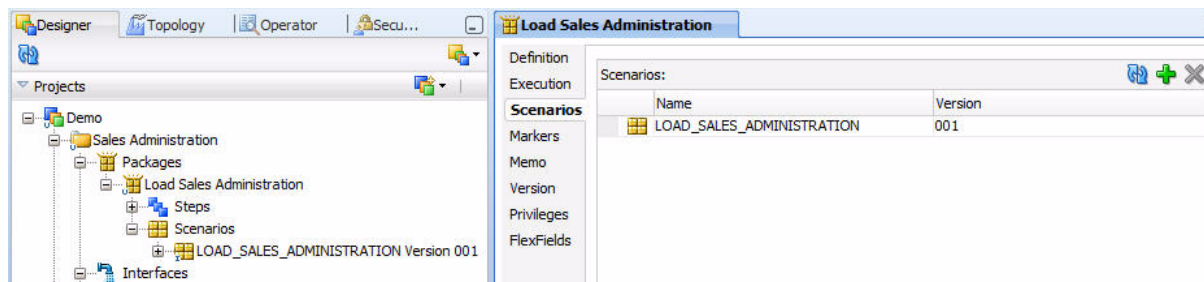 Designer Topology Operator Secu...
Projects
Demo
Sales Administration
Packages
Load Sales Administration
Steps
Scenarios
LOAD_SALES_ADMINISTRATION Version 001
Interfaces
Load Sales Administration
Definition
Execution
Scenarios
Markers
Memo
Version
Privileges
FlexFields
Scenarios:
Name Version
LOAD_SALES_ADMINISTRATION 001